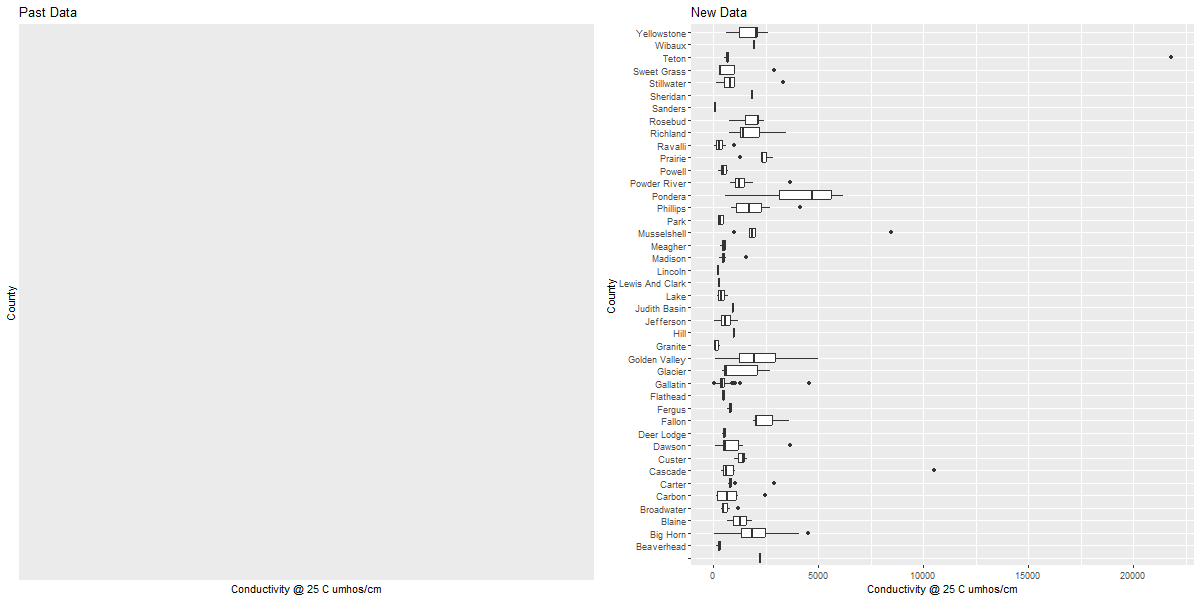 Past Data
County
Conductivity @ 25 C umhos/cm
New Data
County
Yellowstone
Wibaux
Teton
Sweet Grass
Stillwater
Sheridan
Sanders
Rosebud
Richland
Ravalli
Prairie
Powell
Powder River
Pondera
Phillips
Park
Musselshell
Meagher
Madison
Lincoln
Lewis And Clark
Lake
Judith Basin
Jefferson
Hill
Granite
Golden Valley
Glacier
Gallatin
Flathead
Fergus
Fallon
Deer Lodge
Dawson
Custer
Cascade
Carter
Carbon
Broadwater
Blaine
Big Horn
Beaverhead
0 5000 10000 15000 20000
Conductivity @ 25 C umhos/cm